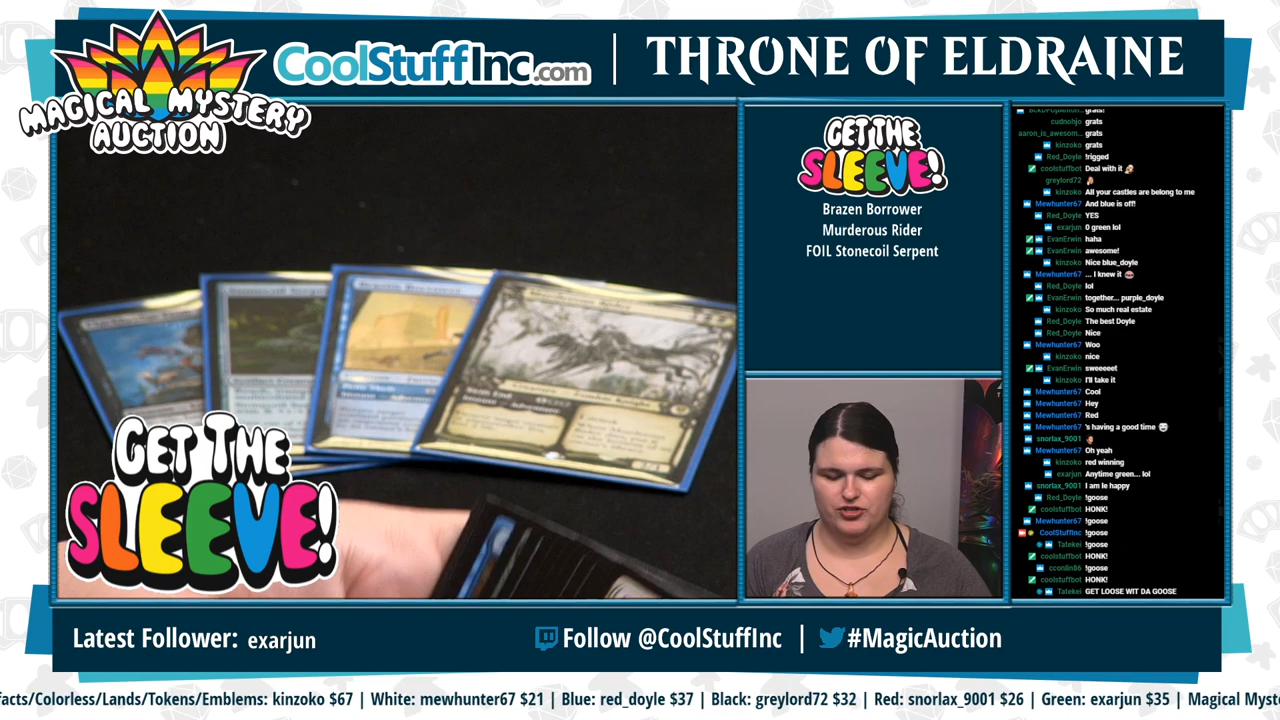 MAGICAL MYSTERY
AUCTION
CoolStuffInc.com
THRONE OF ELDRAINE
GET THE
SLEEVE!
GET THE
SLEEVE!
Brazen Borrower
Murderous Rider
FOIL Stonecoil Serpent
grats!
cudnohjo grats
aaron_is_awesom... grats
kinzoko grats
Red_Doyle !rigged
coolstuffbot Deal with it
greylord72
kinzoko All your castles are belong to me
Mewhunter67 And blue is off!
Red_Doyle YES
exarjun 0 green lol
EvanErwin haha
EvanErwin awesome!
kinzoko Nice blue_doyle
Mewhunter67 ... I knew it
Red_Doyle lol
EvanErwin together... purple_doyle
kinzoko So much real estate
Red_Doyle The best Doyle
Red_Doyle Nice
Mewhunter67 Woo
kinzoko nice
EvanErwin sweeeeet
kinzoko I'll take it
Mewhunter67 Cool
Mewhunter67 Hey
Mewhunter67 Red
Mewhunter67 's having a good time
snorlax_9001
Mewhunter67 Oh yeah
kinzoko red winning
exarjun Anytime green... lol
snorlax_9001 I am le happy
Red_Doyle !goose
coolstuffbot HONK!
Mewhunter67 !goose
CoolStuffInc !goose
Tatekei !goose
coolstuffbot HONK!
cconlin86 !goose
coolstuffbot HONK!
Tatekei GET LOOSE WIT DA GOOSE
Latest Follower: exarjun
Follow @CoolStuffInc | #MagicAuction
facts/Colorless/Lands/Tokens/Emblems: kinzoko $67 | White: mewhunter67 $21 | Blue: red_doyle $37 | Black: greylord72 $32 | Red: snorlax_9001 $26 | Green: exarjun $35 | Magical Myst